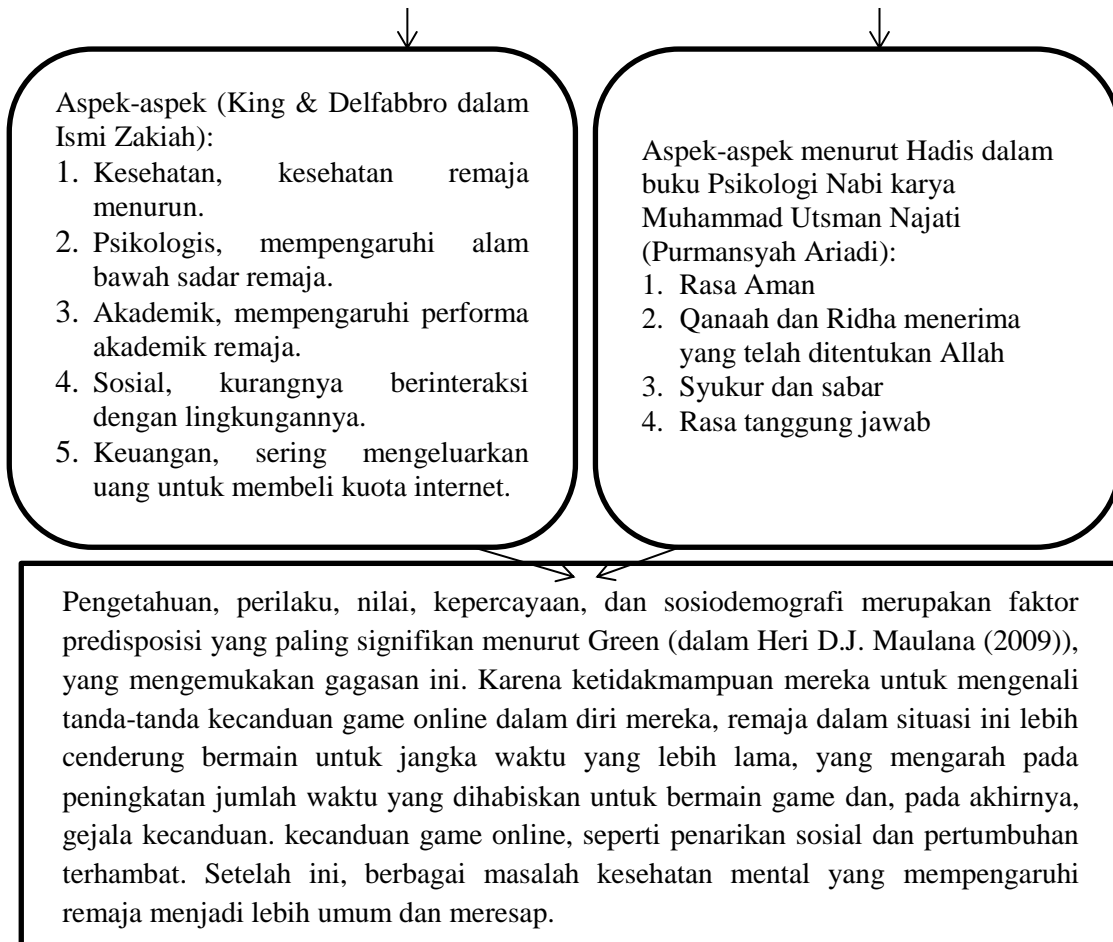 Aspek-aspek (King & Delfabbro dalam
Ismi Zakiah):
1. Kesehatan, kesehatan remaja
menurun.
2. Psikologis, mempengaruhi alam
bawah sadar remaja.
3. Akademik, mempengaruhi performa
akademik remaja.
4. Sosial, kurangnya berinteraksi
dengan lingkungannya.
5. Keuangan, sering mengeluarkan
uang untuk membeli kuota internet.
Aspek-aspek menurut Hadis dalam
buku Psikologi Nabi karya
Muhammad Utsman Najati
(Purmansyah Ariadi):
1. Rasa Aman
2. Qanaah dan Ridha menerima
yang telah ditentukan Allah
3. Syukur dan sabar
4. Rasa tanggung jawab
Pengetahuan, perilaku, nilai, kepercayaan, dan sosiodemografi merupakan faktor
predisposisi yang paling signifikan menurut Green (dalam Heri D.J. Maulana (2009)),
yang mengemukakan gagasan ini. Karena ketidakmampuan mereka untuk mengenali
tanda-tanda kecanduan game online dalam diri mereka, remaja dalam situasi ini lebih
cenderung bermain untuk jangka waktu yang lebih lama, yang mengarah pada
peningkatan jumlah waktu yang dihabiskan untuk bermain game dan, pada akhirnya,
gejala kecanduan. kecanduan game online, seperti penarikan sosial dan pertumbuhan
terhambat. Setelah ini, berbagai masalah kesehatan mental yang mempengaruhi
remaja menjadi lebih umum dan meresap.